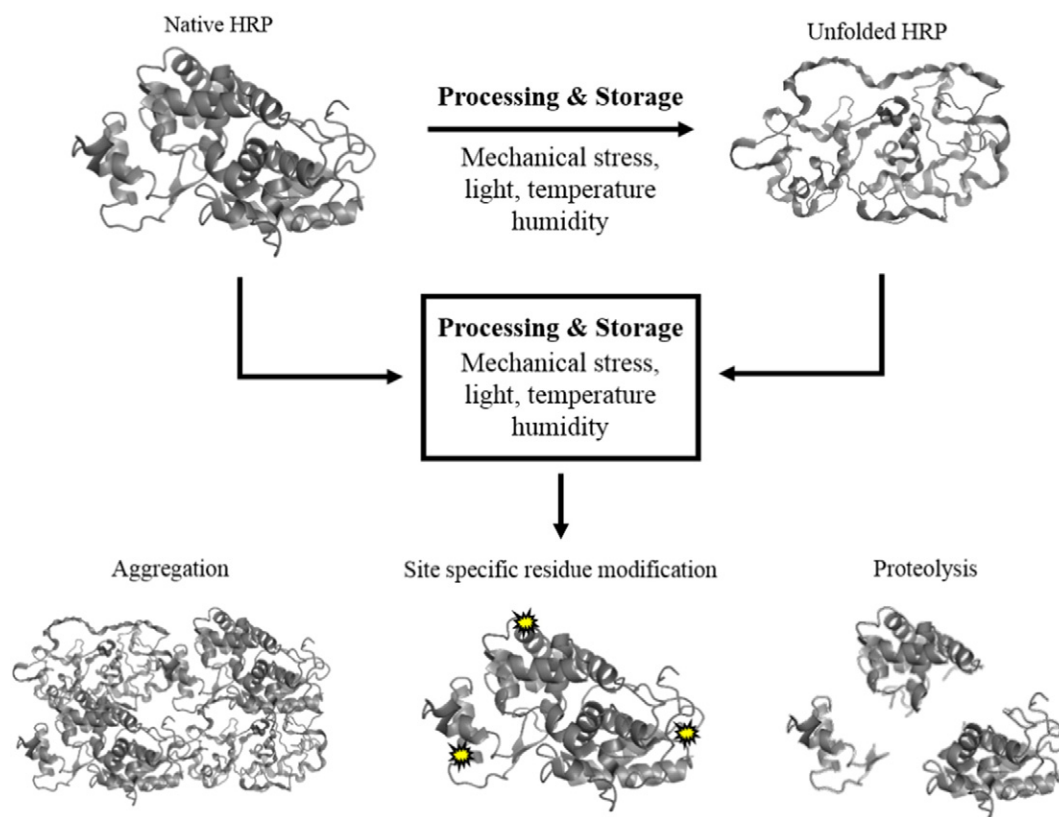 Native HRP
Unfolded HRP
Processing & Storage
Mechanical stress,
light, temperature
humidity
Processing & Storage
Mechanical stress,
light, temperature
humidity
Aggregation
Site specific residue modification
Proteolysis